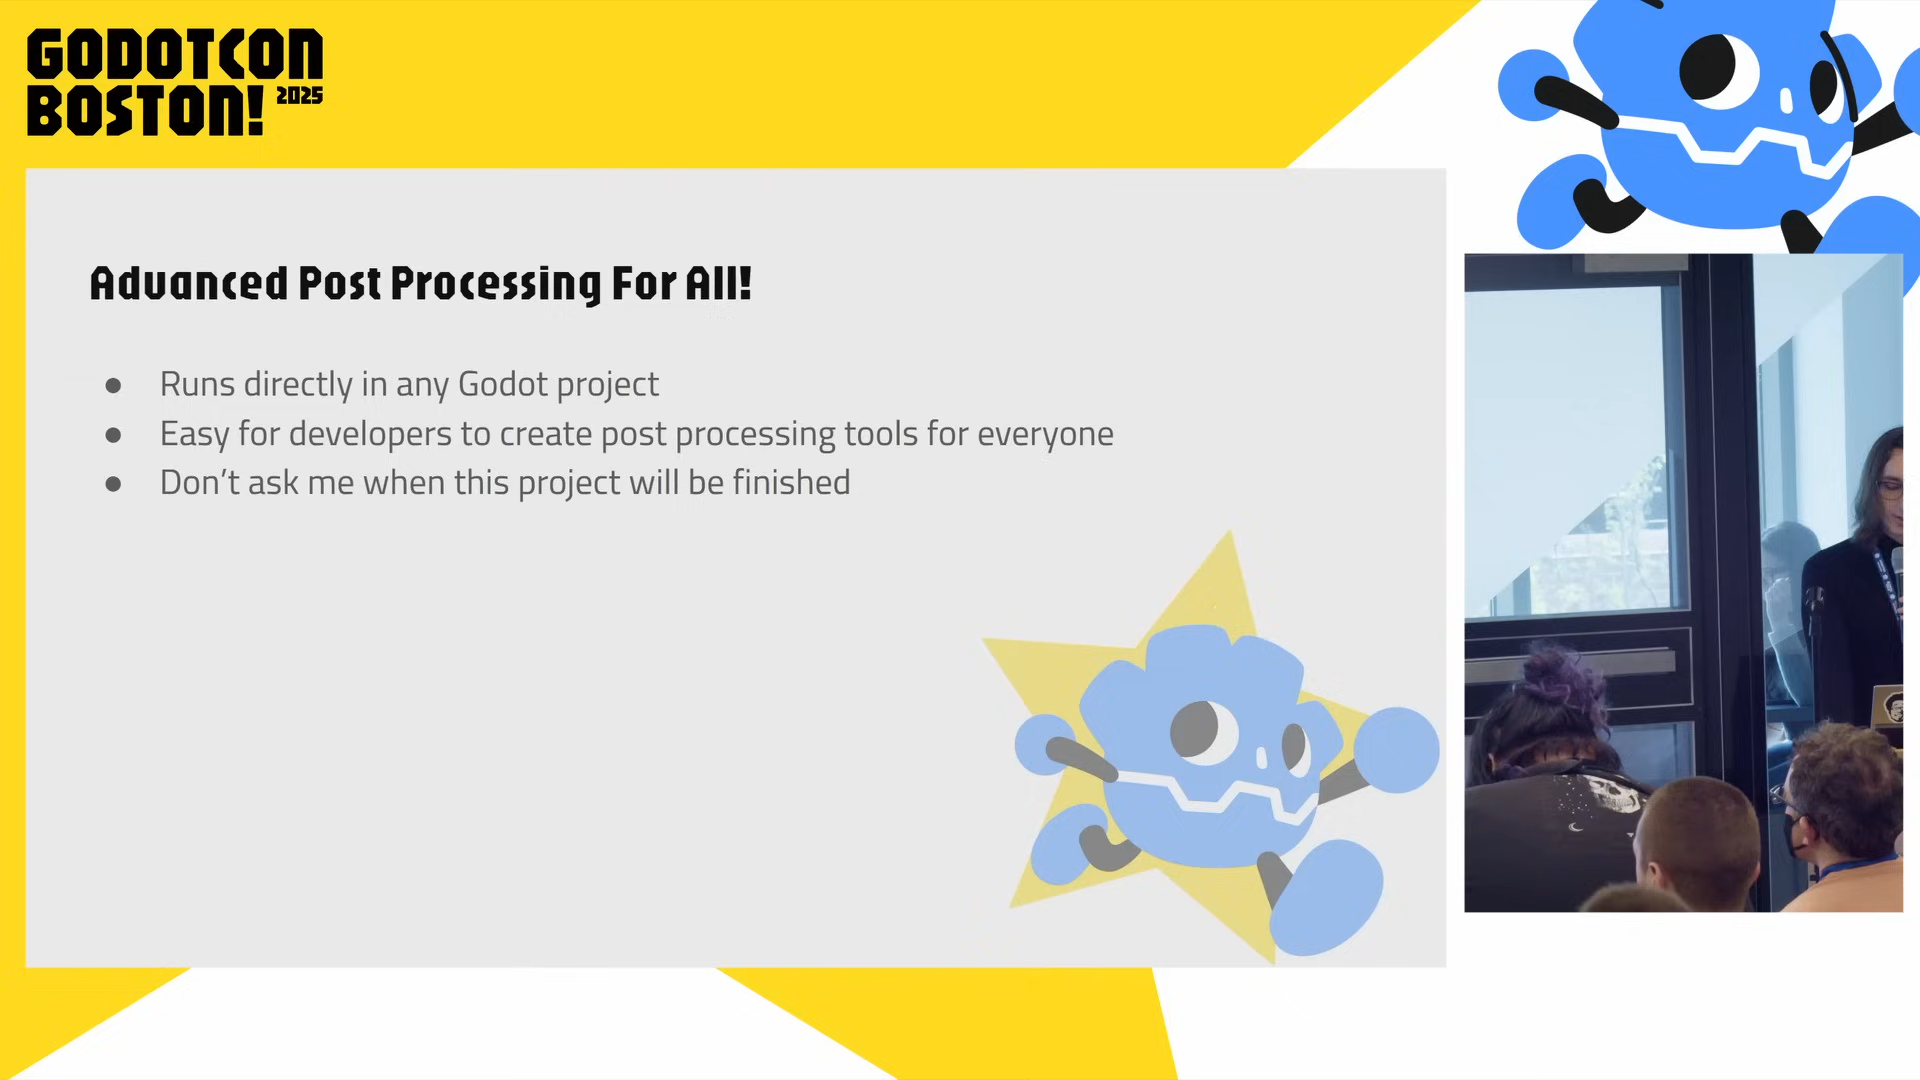 GODOTCON
BOSTON! 2025
Advanced Post Processing For All!
● Runs directly in any Godot project
● Easy for developers to create post processing tools for everyone
● Don’t ask me when this project will be finished